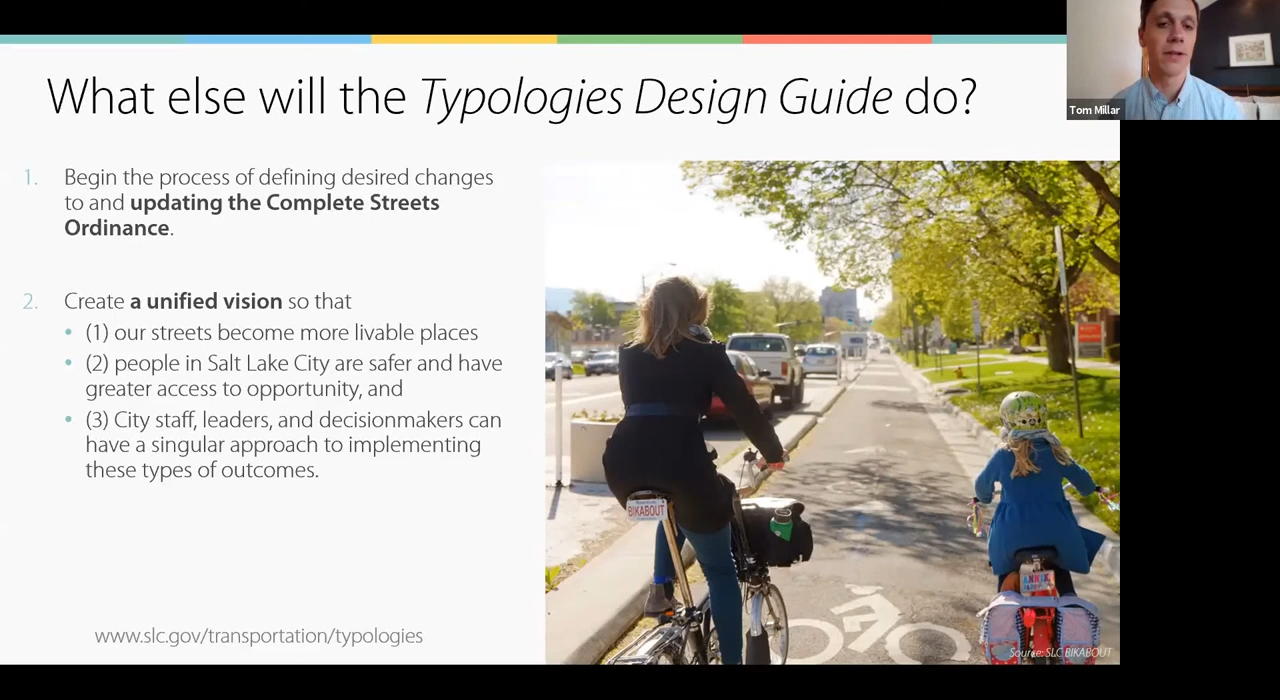 Tom Millar
What else will the Typologies Design Guide do?
1. Begin the process of defining desired changes
to and updating the Complete Streets
Ordinance.
2. Create a unified vision so that
• (1) our streets become more livable places
• (2) people in Salt Lake City are safer and have
greater access to opportunity, and
• (3) City staff, leaders, and decisionmakers can
have a singular approach to implementing
these types of outcomes.
BIKABOUT
ANNIK
www.slc.gov/transportation/typologies
Source: SLC BIKABOUT